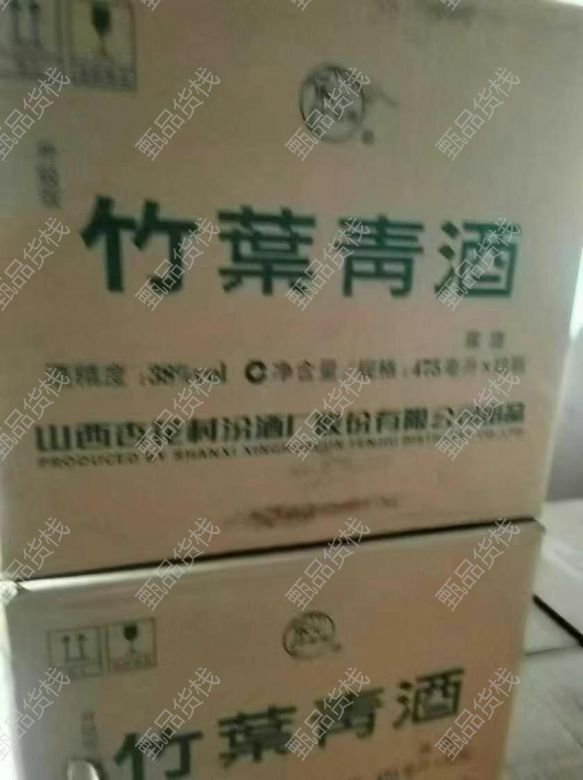 竹葉青酒
酒精度:38%vol 净含量·规格:475毫升×12瓶
山西杏花村汾酒厂股份有限公司出品
PRODUCED BY SHANXI XINGHUACUN FENJIU DISTILLERY CO.,LTD.
竹葉青酒
甄品货栈